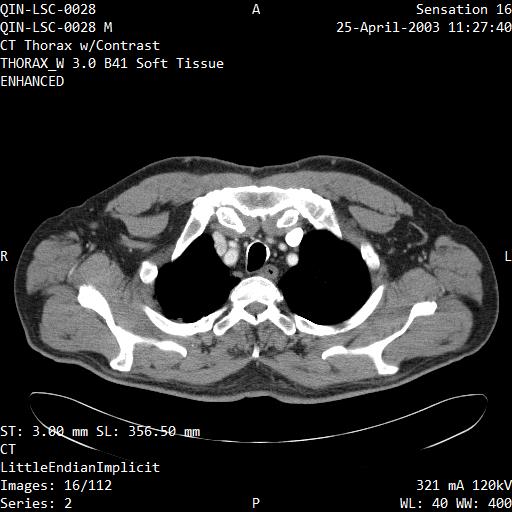 QIN-LSC-0028
A
Sensation 16
QIN-LSC-0028 M
25-April-2003 11:27:40
CT Thorax w/Contrast
THORAX_W 3.0 B41 Soft Tissue
ENHANCED
R
L
ST: 3.00 mm SL: 356.50 mm
CT
LittleEndianImplicit
Images: 16/112
321 mA 120kV
Series: 2
P
WL: 40 WW: 400